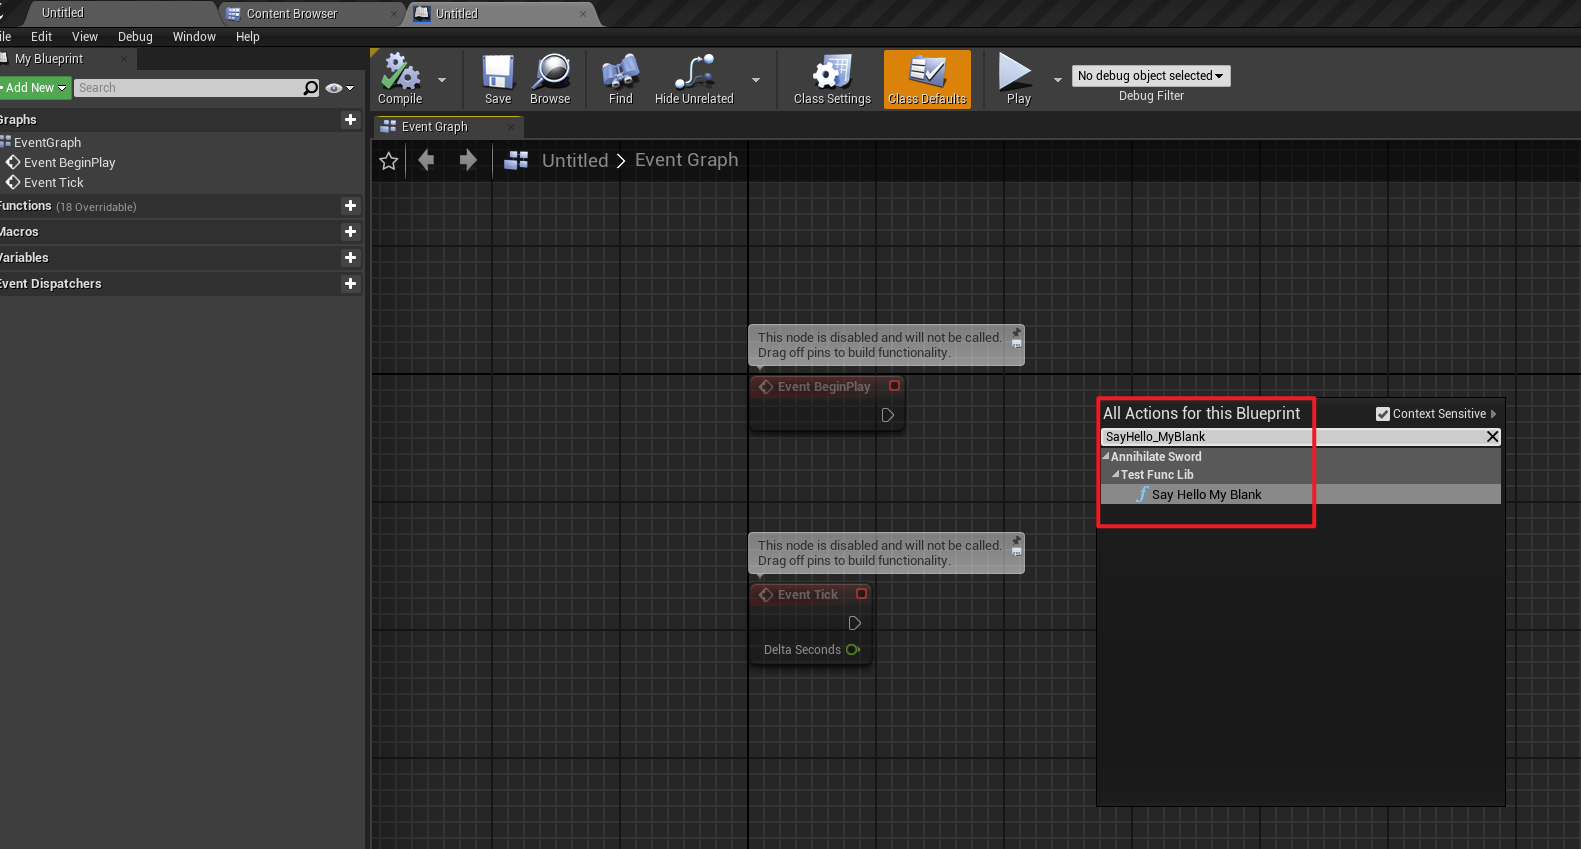 Untitled
Content Browser
Untitled
ile Edit View Debug Window Help
My Blueprint
Add New
Search
Compile
Save
Browse
Find
Hide Unrelated
Class Settings
Class Defaults
Play
No debug object selected
Debug Filter
Graphs
EventGraph
Event BeginPlay
Event Tick
Functions (18 Overridable)
Macros
Variables
Event Dispatchers
Event Graph
Untitled > Event Graph
This node is disabled and will not be called.
Drag off pins to build functionality.
Event BeginPlay
This node is disabled and will not be called.
Drag off pins to build functionality.
Event Tick
Delta Seconds
All Actions for this Blueprint
Context Sensitive
SayHello_MyBlank
Annihilate Sword
Test Func Lib
f Say Hello My Blank